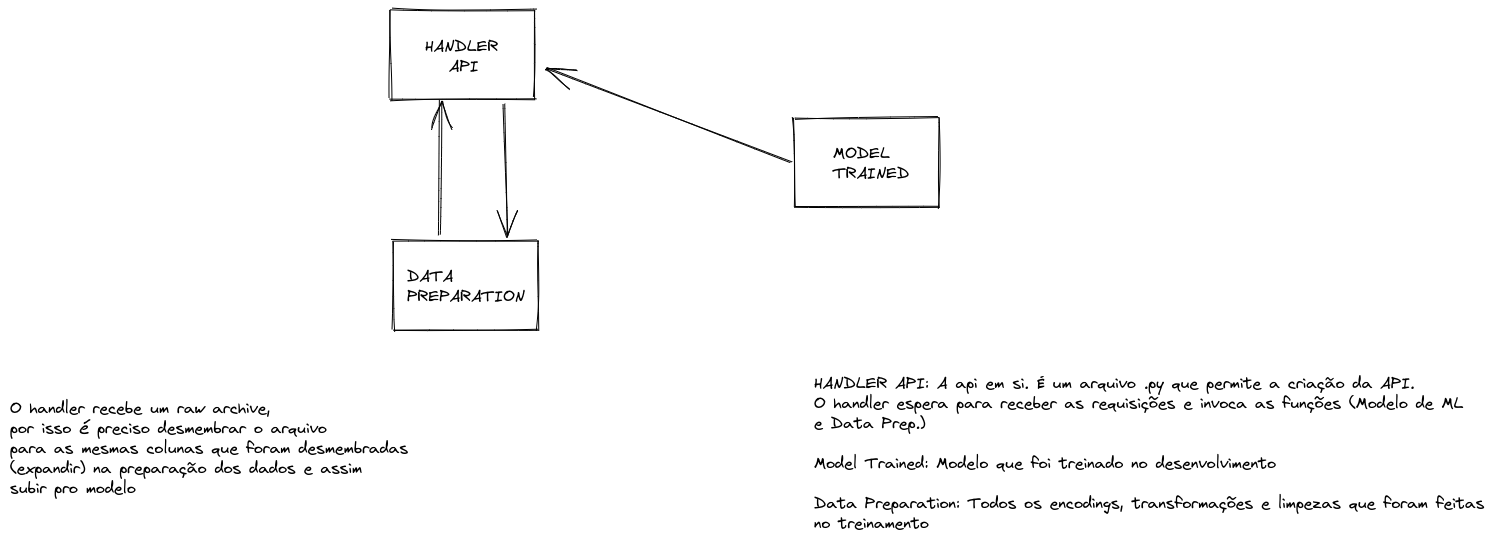 HANDLER
API
MODEL
TRAINED
DATA
PREPARATION
O handler recebe um raw archive,
por isso é preciso desmembrar o arquivo
para as mesmas colunas que foram desmembradas
(expandir) na preparação dos dados e assim
subir pro modelo
HANDLER API: A api em si. É um arquivo .py que permite a criação da API.
O handler espera para receber as requisições e invoca as funções (Modelo de ML
e Data Prep.)
Model Trained: Modelo que foi treinado no desenvolvimento
Data Preparation: Todos os encodings, transformações e limpezas que foram feitas
no treinamento